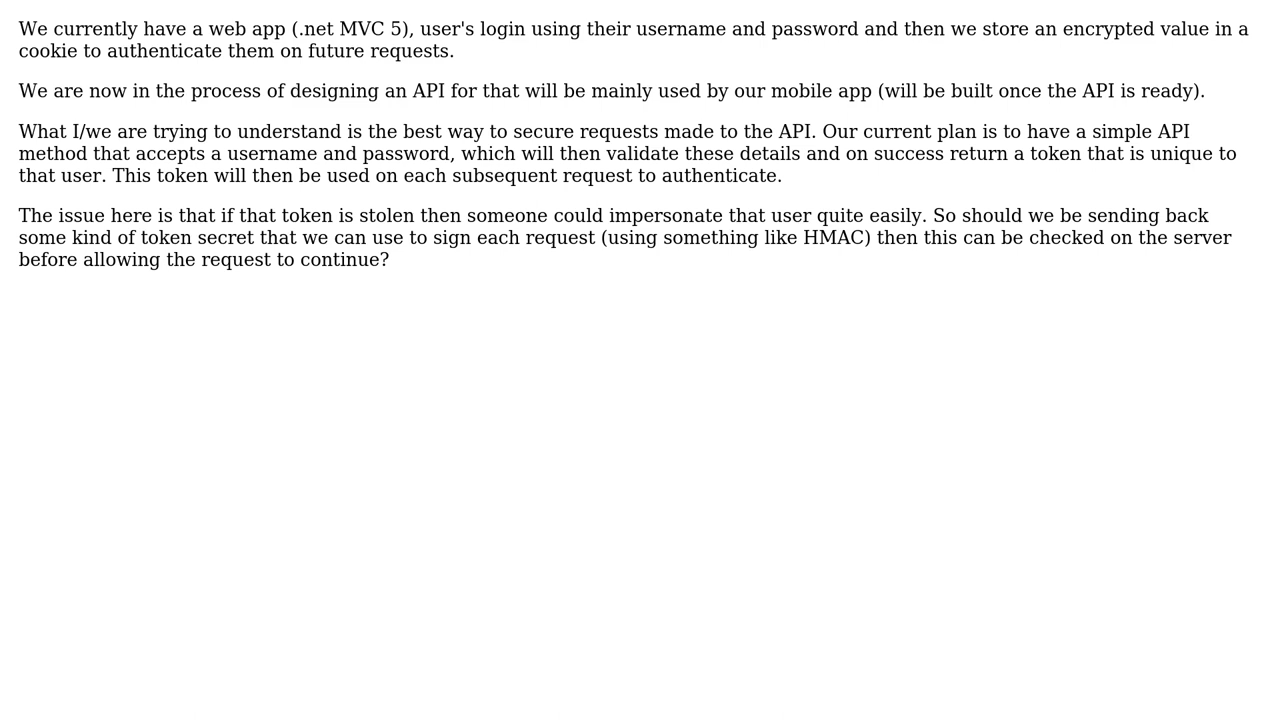 We currently have a web app (.net MVC 5), user's login using their username and password and then we store an encrypted value in a
cookie to authenticate them on future requests.
We are now in the process of designing an API for that will be mainly used by our mobile app (will be built once the API is ready).
What I/we are trying to understand is the best way to secure requests made to the API. Our current plan is to have a simple API
method that accepts a username and password, which will then validate these details and on success return a token that is unique to
that user. This token will then be used on each subsequent request to authenticate.
The issue here is that if that token is stolen then someone could impersonate that user quite easily. So should we be sending back
some kind of token secret that we can use to sign each request (using something like HMAC) then this can be checked on the server
before allowing the request to continue?